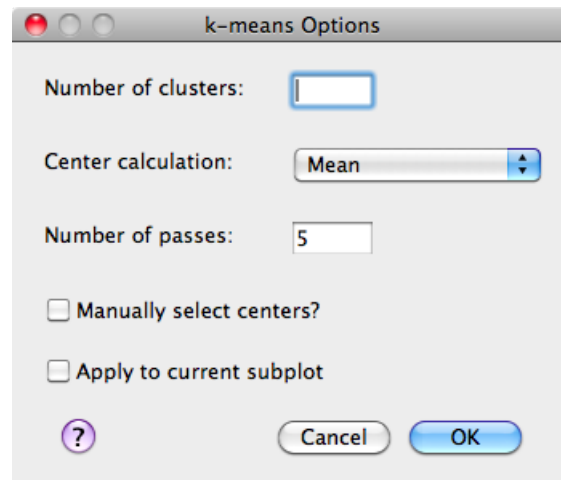 k-means Options
Number of clusters:
Center calculation: Mean
Number of passes: 5
Manually select centers?
Apply to current subplot
? Cancel OK